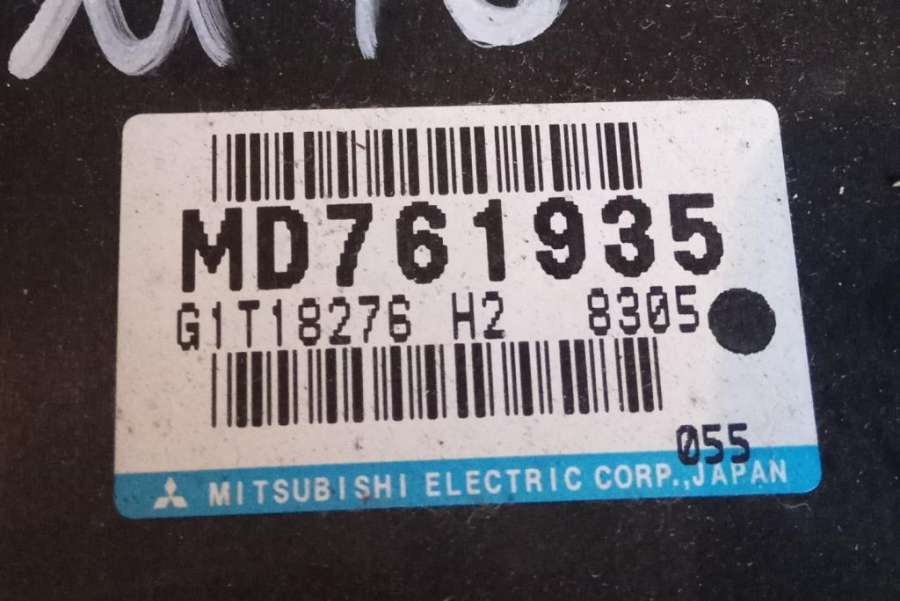 MD761935
G1T18276 H2 8305
055
MITSUBISHI ELECTRIC CORP.,JAPAN